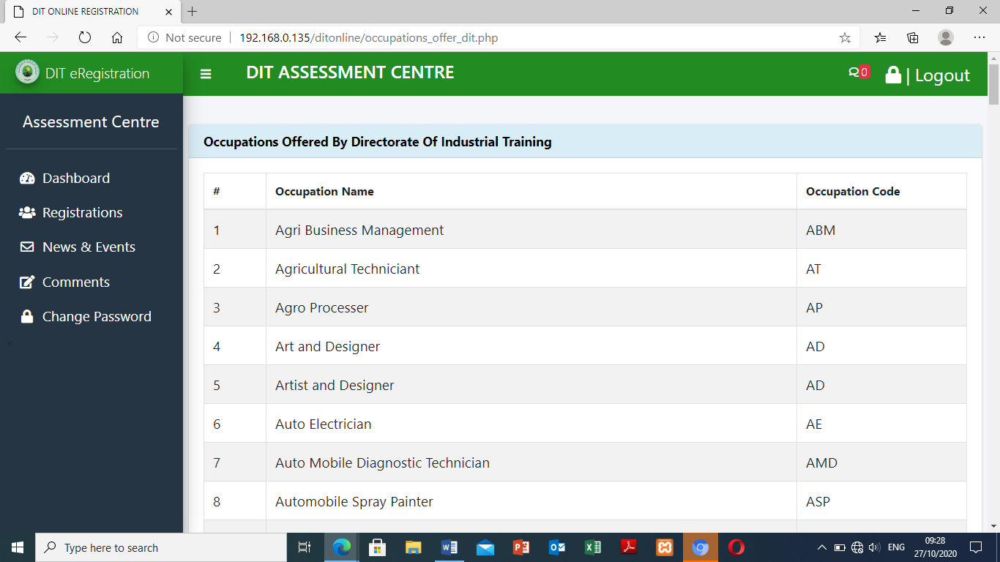 DIT ONLINE REGISTRATION
Not secure 192.168.0.135/ditonline/occupations_offer_dit.php
DIT eRegistration
DIT ASSESSMENT CENTRE
0 | Logout
Assessment Centre
Dashboard
Registrations
News & Events
Comments
Change Password
<
Occupations Offered By Directorate Of Industrial Training
# Occupation Name Occupation Code
1 Agri Business Management ABM
2 Agricultural Techniciant AT
3 Agro Processer AP
4 Art and Designer AD
5 Artist and Designer AD
6 Auto Electrician AE
7 Auto Mobile Diagnostic Technician AMD
8 Automobile Spray Painter ASP
Type here to search
ENG
09:28
27/10/2020